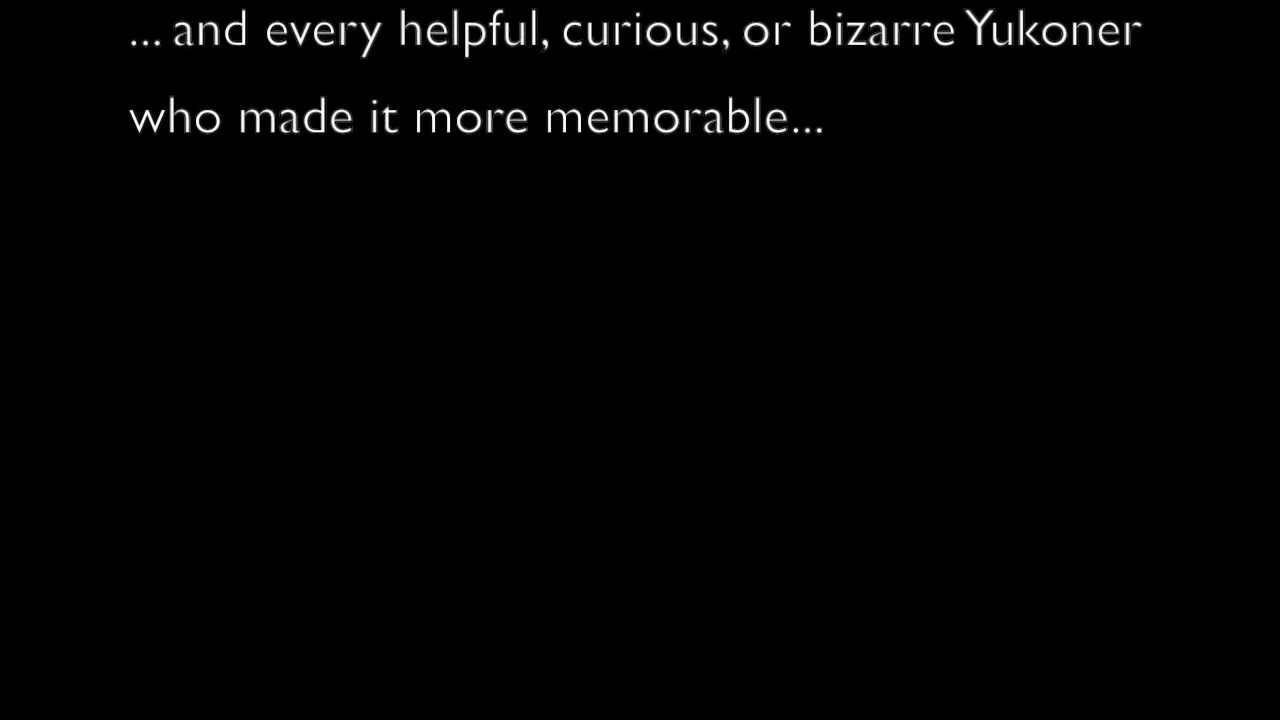 ... and every helpful, curious, or bizarre Yukoner
who made it more memorable...